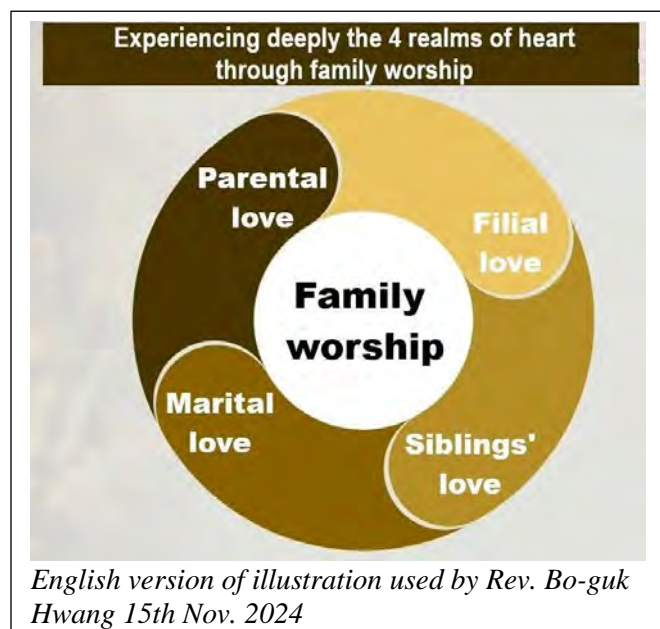 Experiencing deeply the 4 realms of heart
through family worship
Parental
love
Filial
love
Family
worship
Marital
love
Siblings'
love
English version of illustration used by Rev. Bo-guk
Hwang 15th Nov. 2024